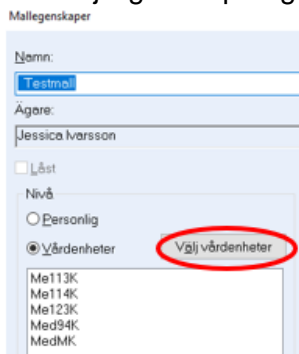 Mallegenskaper
Namn:
Testmall
Ägare:
Jessica Ivarsson
Låst
Nivå
Personlig
Vårdenheter
Välj vårdenheter
Me113K
Me114K
Me123K
Med94K
MedMK